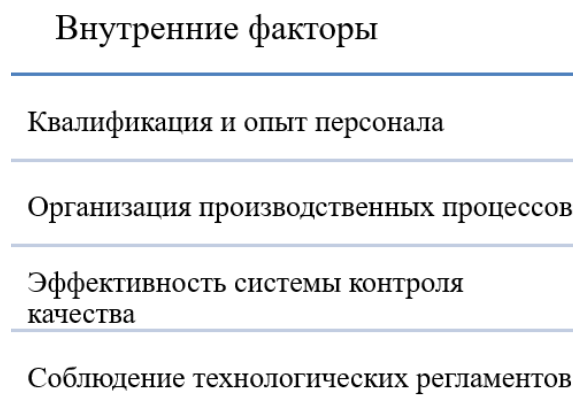 Внутренние факторы
Квалификация и опыт персонала
Организация производственных процессов
Эффективность системы контроля
качества
Соблюдение технологических регламентов